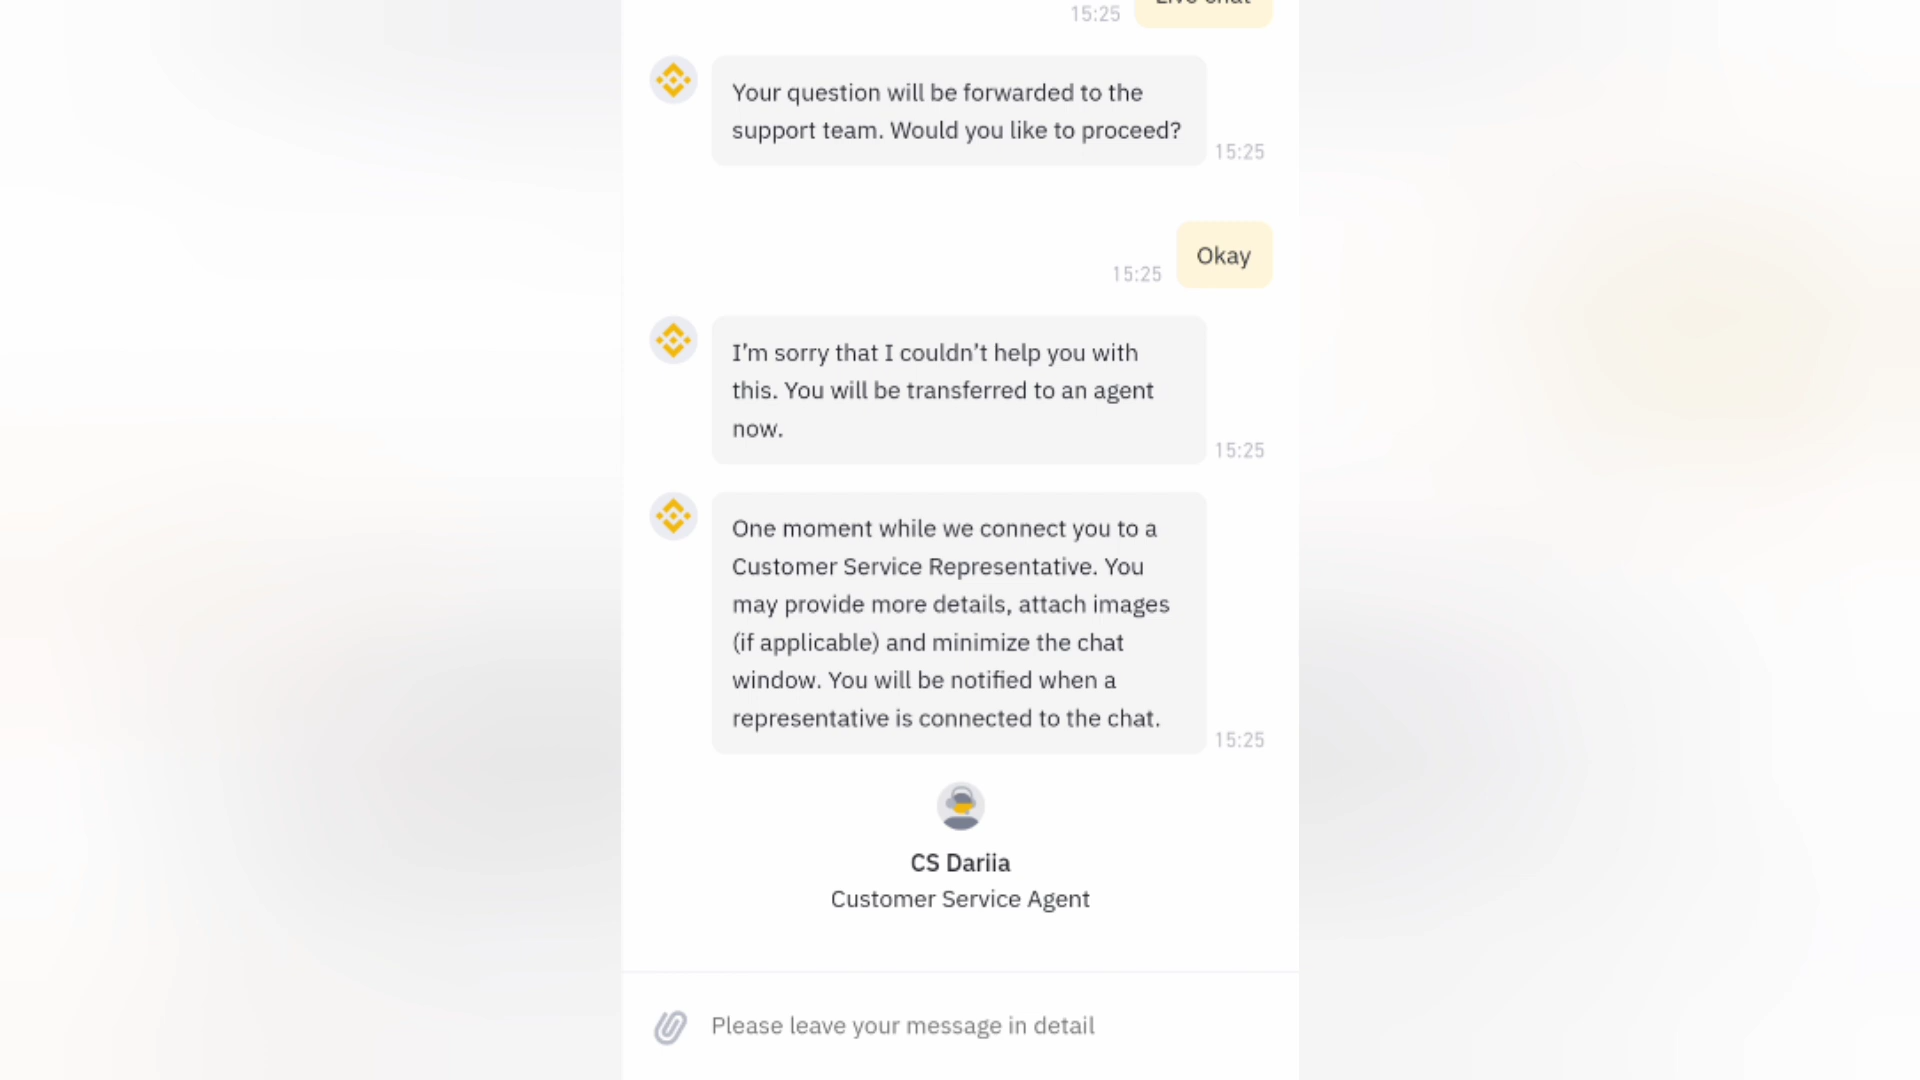 15:25
Live chat
Your question will be forwarded to the
support team. Would you like to proceed?
15:25
Okay
15:25
I’m sorry that I couldn’t help you with
this. You will be transferred to an agent
now.
15:25
One moment while we connect you to a
Customer Service Representative. You
may provide more details, attach images
(if applicable) and minimize the chat
window. You will be notified when a
representative is connected to the chat.
15:25
CS Dariia
Customer Service Agent
Please leave your message in detail